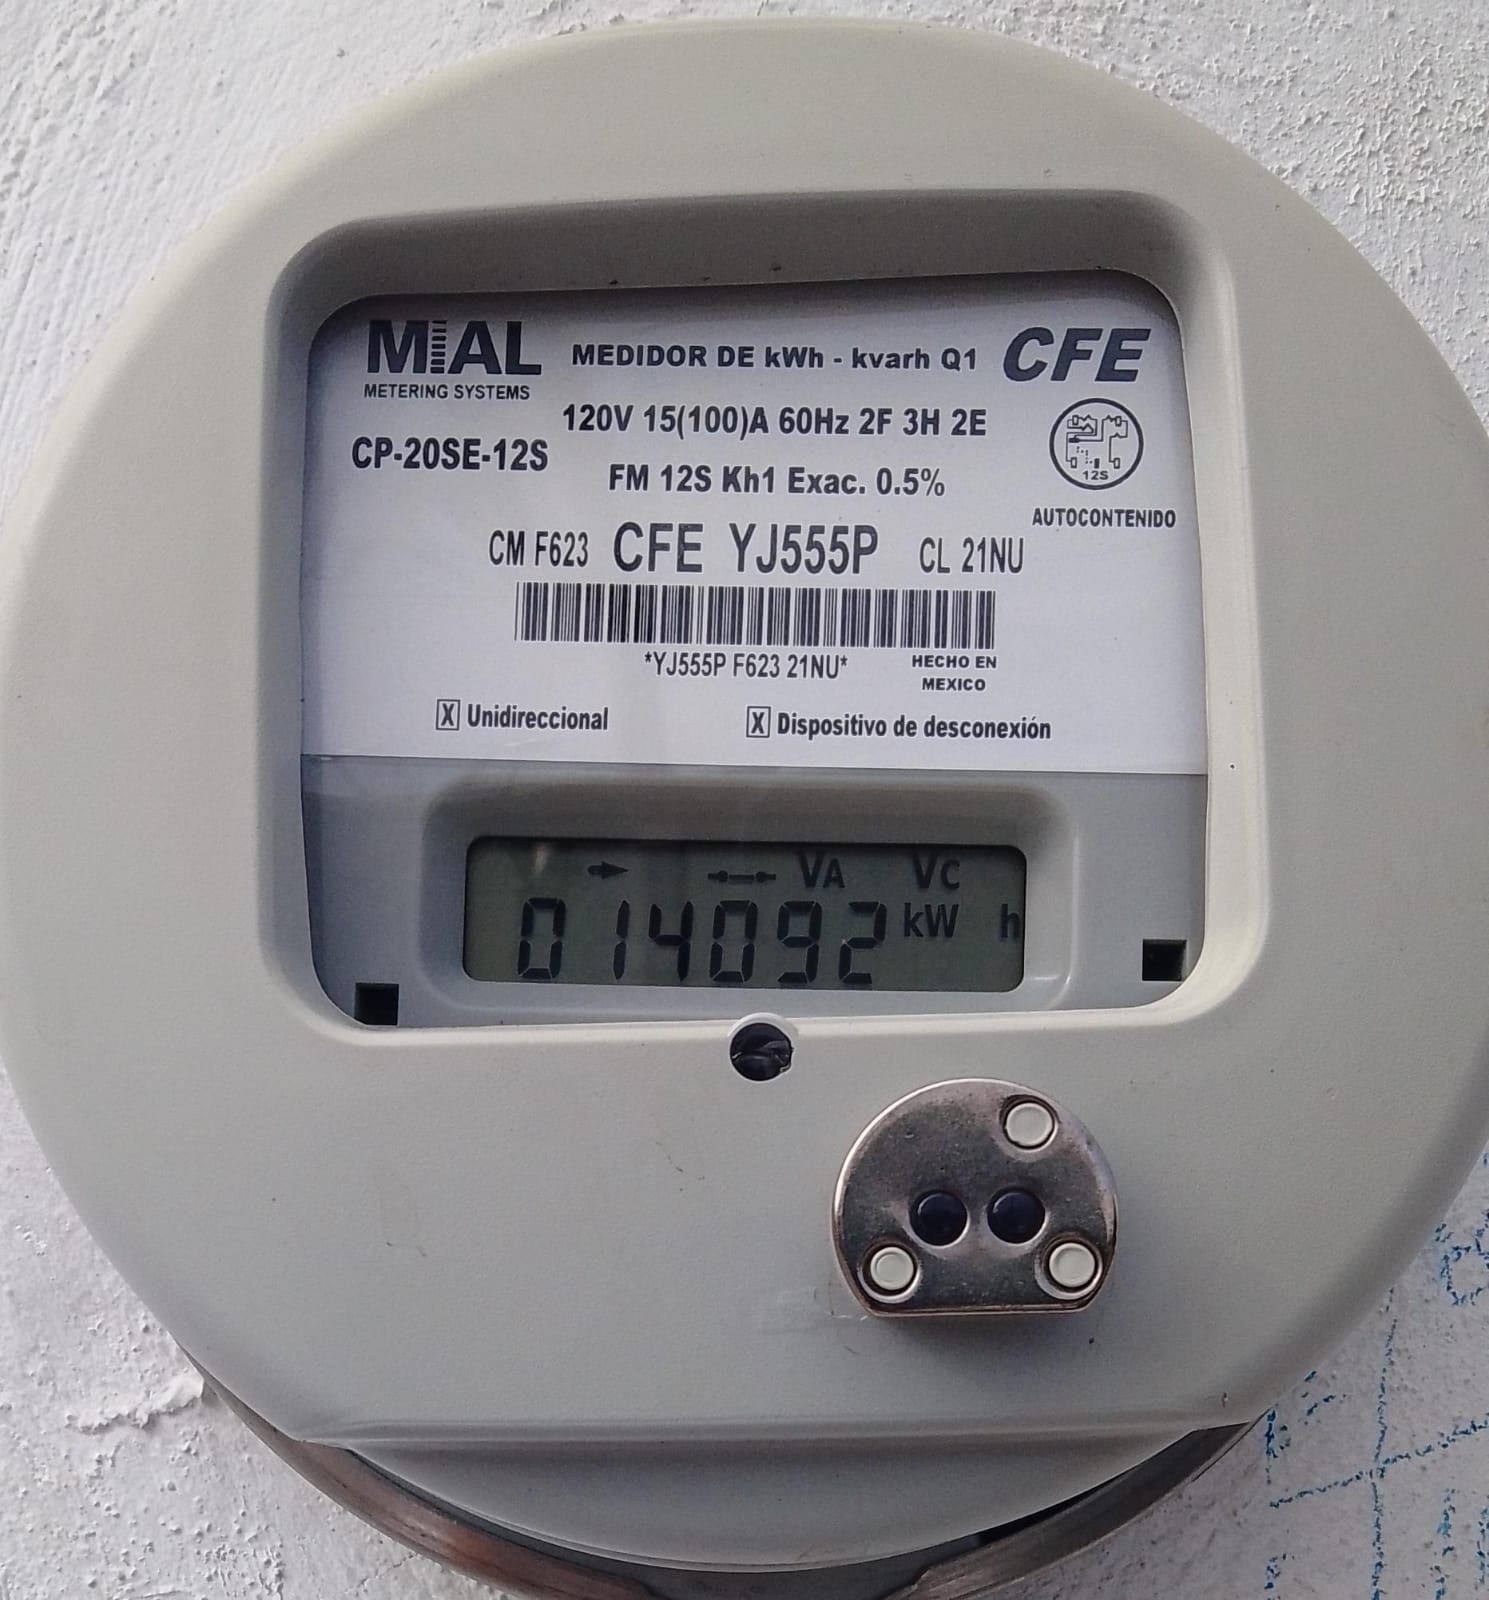 MIAL
METERING SYSTEMS
MEDIDOR DE kWh - kvarh Q1
CFE
120V 15(100)A 60Hz 2F 3H 2E
CP-20SE-12S
FM 12S Kh1 Exac. 0.5%
12S
AUTOCONTENIDO
CM F623 CFE YJ555P CL 21NU
*YJ555P F623 21NU*
HECHO EN
MEXICO
X Unidireccional
X Dispositivo de desconexión
VA VC
014092 kW h